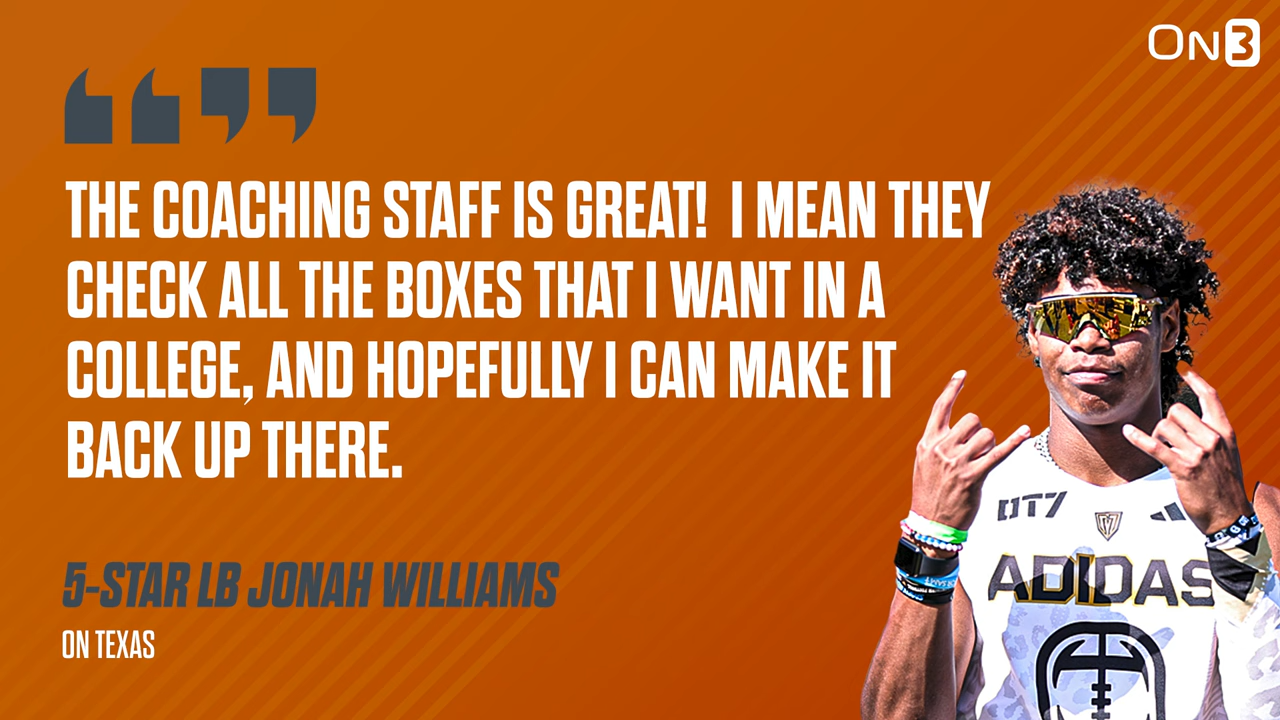 ON3
THE COACHING STAFF IS GREAT!  I MEAN THEY
CHECK ALL THE BOXES THAT I WANT IN A
COLLEGE, AND HOPEFULLY I CAN MAKE IT
BACK UP THERE.
5-STAR LB JONAH WILLIAMS
ON TEXAS
OT7
ADIDAS